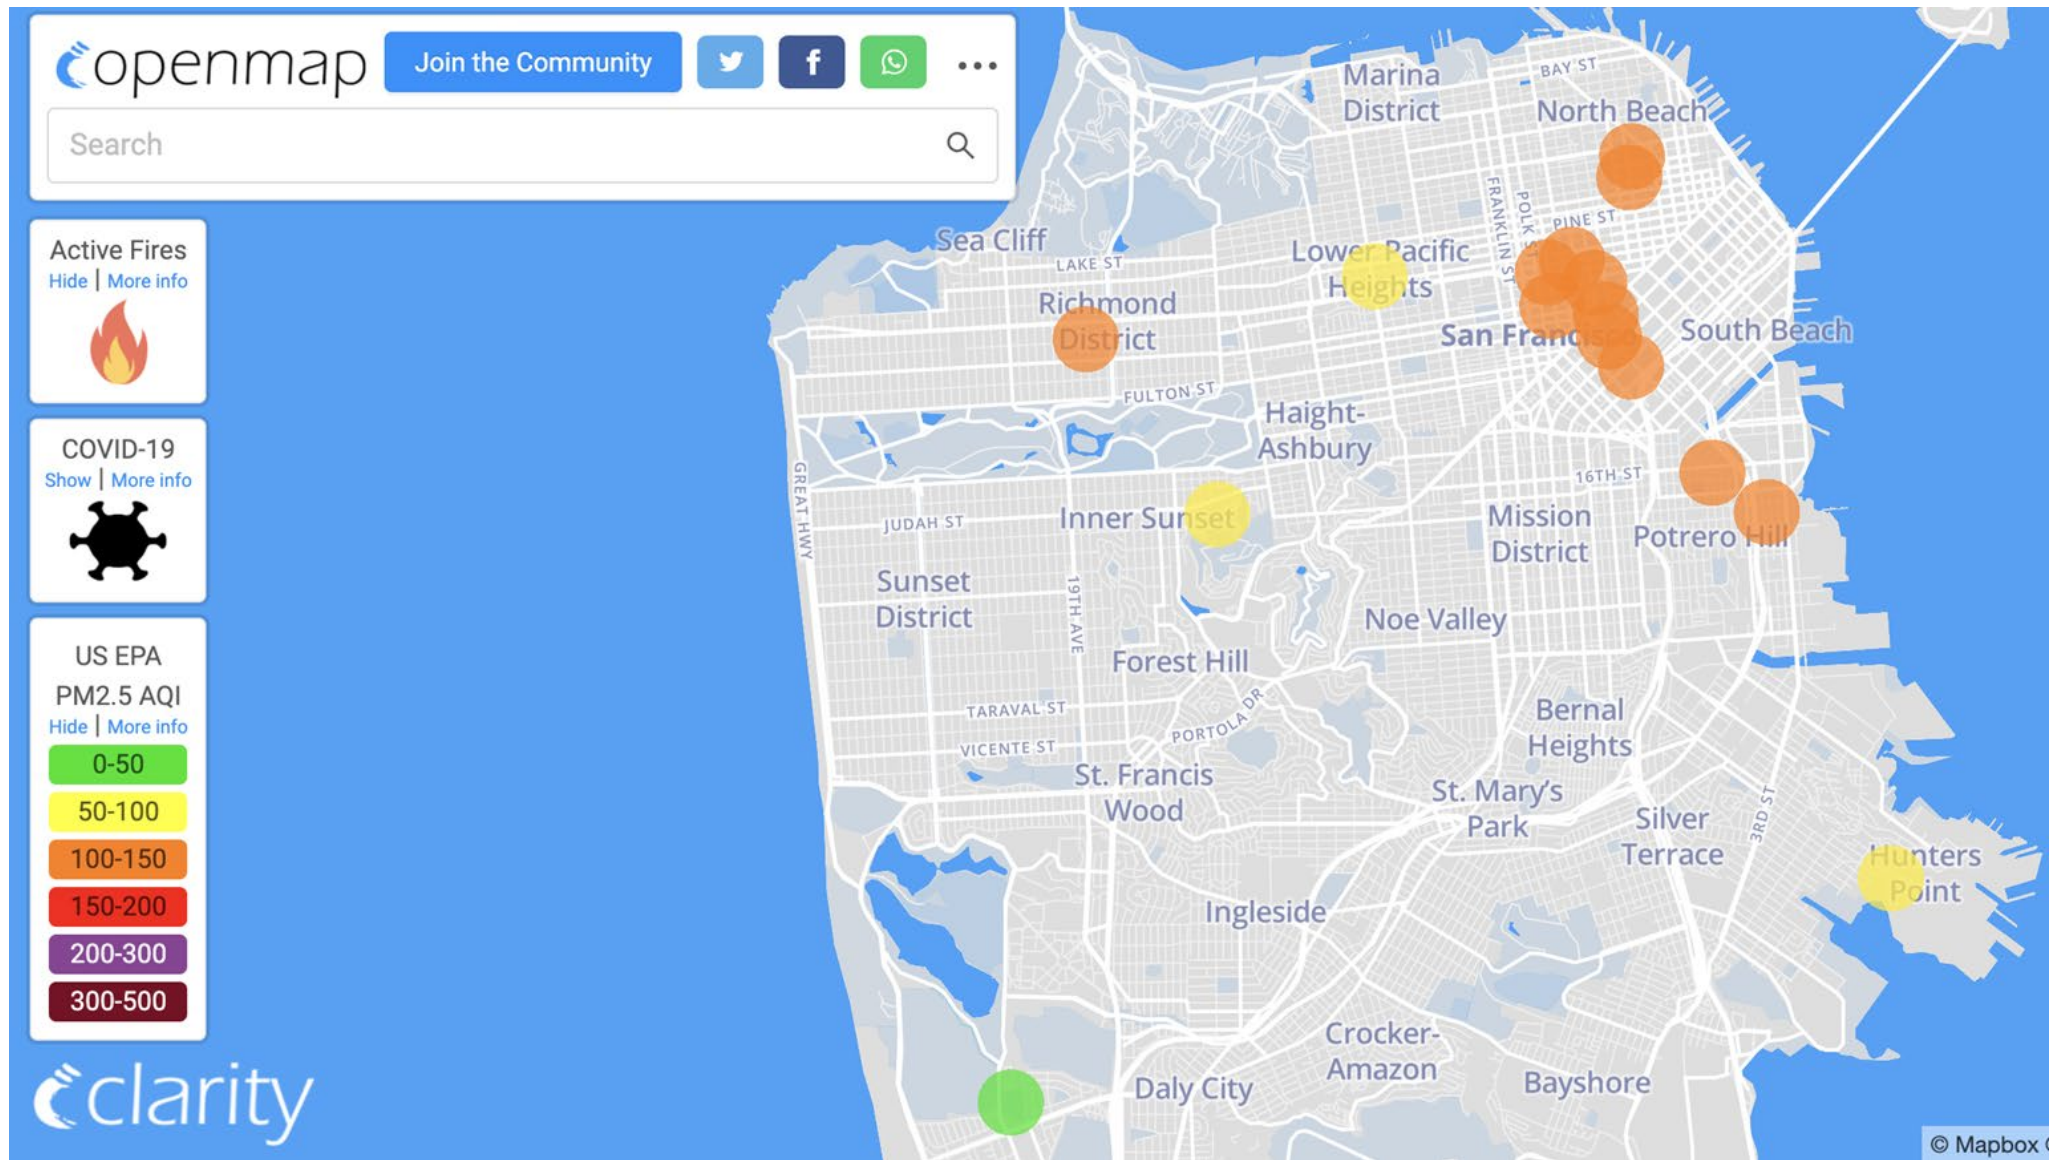 openmap
Join the Community
Search
Active Fires
Hide | More info
COVID-19
Show | More info
US EPA
PM2.5 AQI
Hide | More info
0-50
50-100
100-150
150-200
200-300
300-500
clarity
Marina
District
BAY ST
North Beach
FRANKLIN ST
POLK ST
PINE ST
Sea Cliff
LAKE ST
Lower Pacific
Heights
Richmond
District
San Francisco
South Beach
FULTON ST
Haight-
Ashbury
GREAT HWY
JUDAH ST
Inner Sunset
16TH ST
Mission
District
Potrero Hill
Sunset
District
19TH AVE
Noe Valley
Forest Hill
TARAVAL ST
PORTOLA DR
VICENTE ST
Bernal
Heights
St. Francis
Wood
St. Mary's
Park
Silver
Terrace
3RD ST
Hunters
Point
Ingleside
Crocker-
Amazon
Daly City
Bayshore
© Mapbox